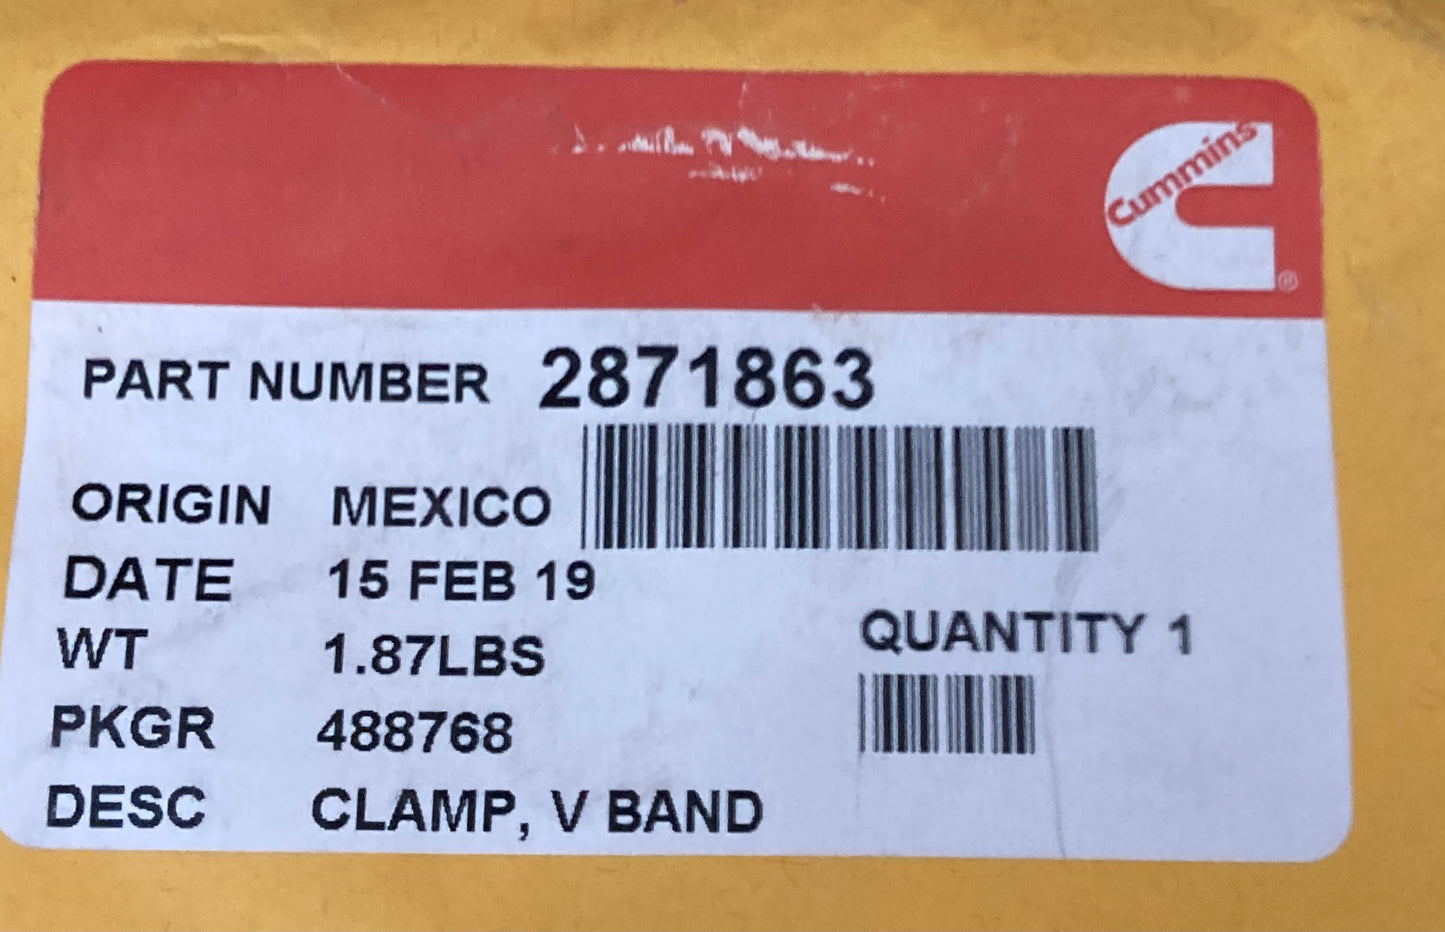 Cummins
®
PART NUMBER 2871863
ORIGIN MEXICO
DATE 15 FEB 19
WT 1.87LBS
QUANTITY 1
PKGR 488768
DESC CLAMP, V BAND